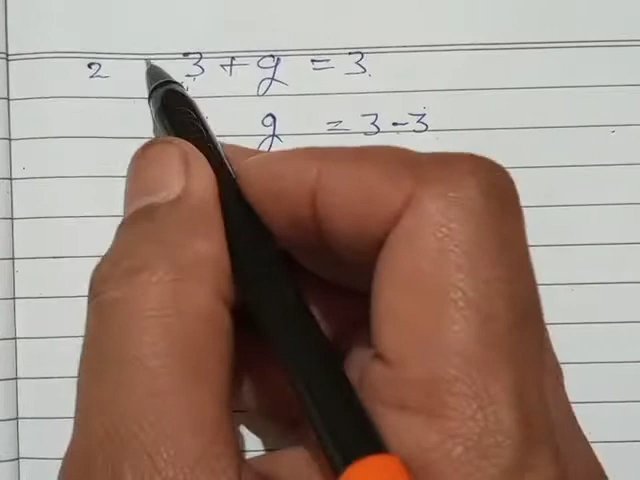 2 3 + y = 3
y = 3 - 3